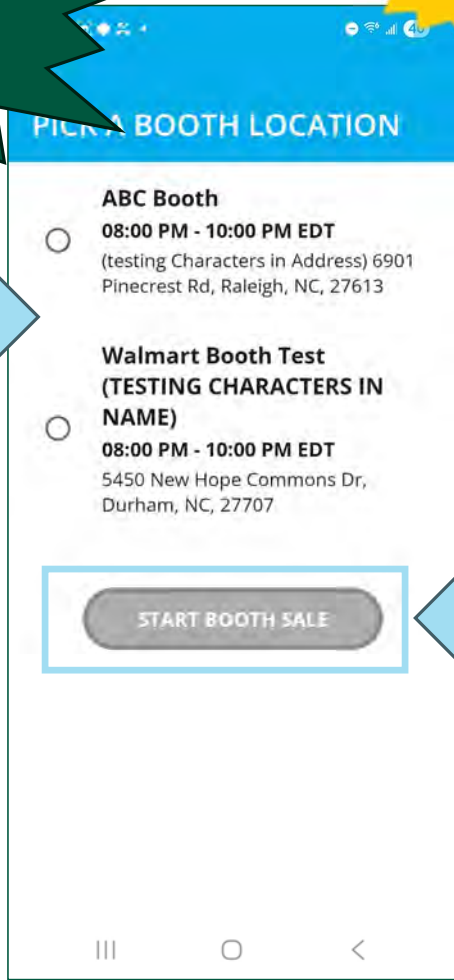 PICK A BOOTH LOCATION
ABC Booth
08:00 PM - 10:00 PM EDT
(testing Characters in Address) 6901
Pinecrest Rd, Raleigh, NC, 27613
Walmart Booth Test
(TESTING CHARACTERS IN
NAME)
08:00 PM - 10:00 PM EDT
5450 New Hope Commons Dr,
Durham, NC, 27707
START BOOTH SALE